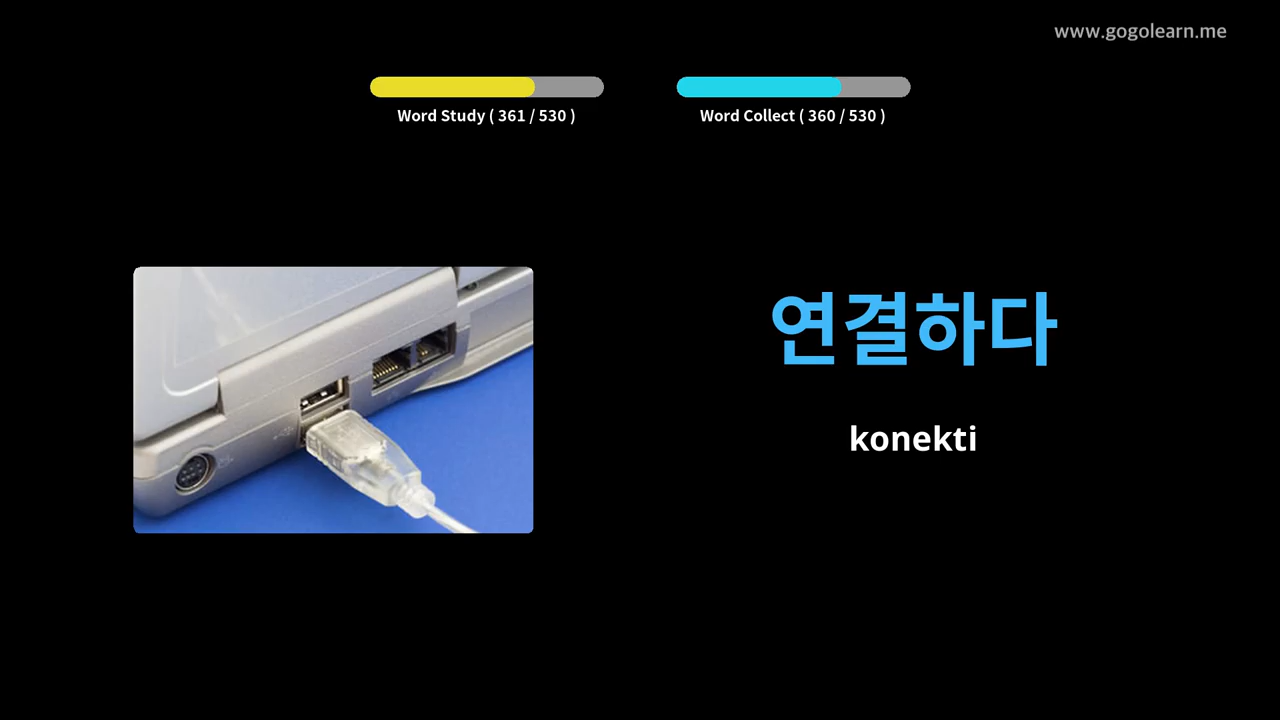 www.gogolearn.me
Word Study ( 361 / 530 )
Word Collect ( 360 / 530 )
연결하다
konekti